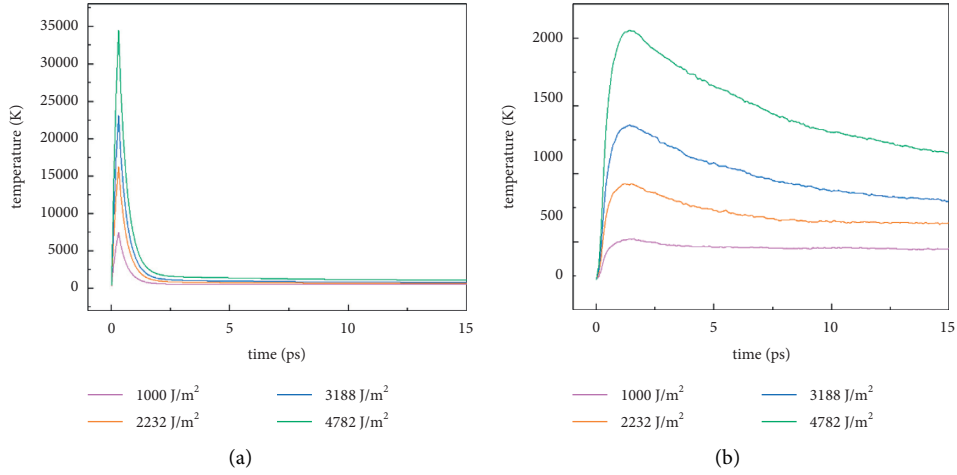 35000
30000
25000
20000
15000
10000
5000
0
temperature (K)
0
5
10
15
time (ps)
1000 J/m²
3188 J/m²
2232 J/m²
4782 J/m²
(a)
2000
1500
1000
500
0
temperature (K)
0
5
10
15
time (ps)
1000 J/m²
3188 J/m²
2232 J/m²
4782 J/m²
(b)